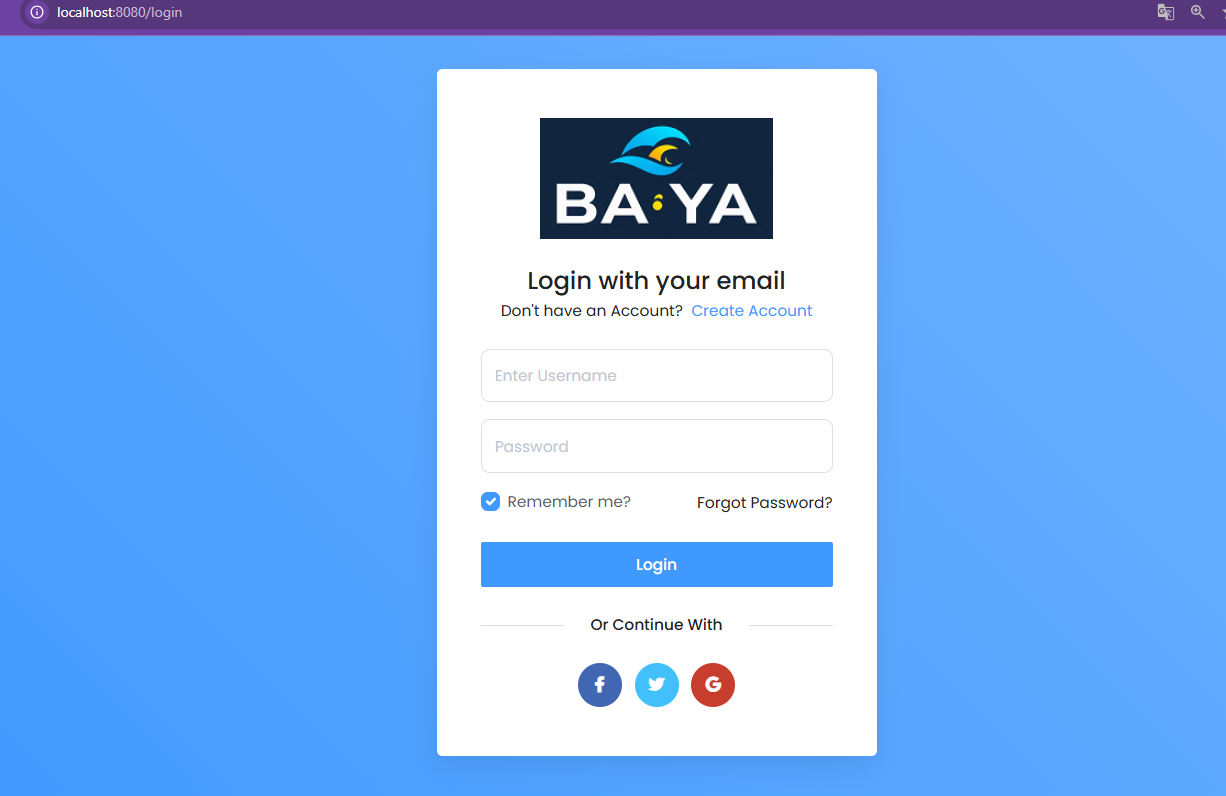 localhost:8080/login
BA·YA
Login with your email
Don't have an Account? Create Account
Enter Username
Password
Remember me? Forgot Password?
Login
Or Continue With
f
G